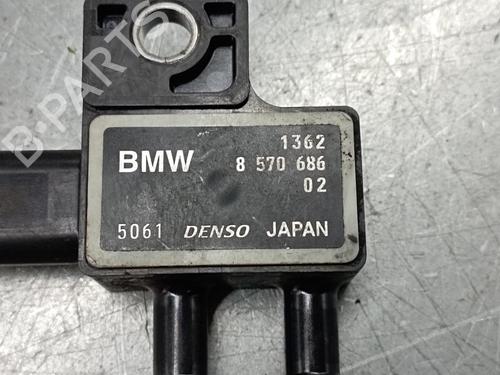 B-PARTS
1362
BMW 8 570 686
02
5061 DENSO JAPAN